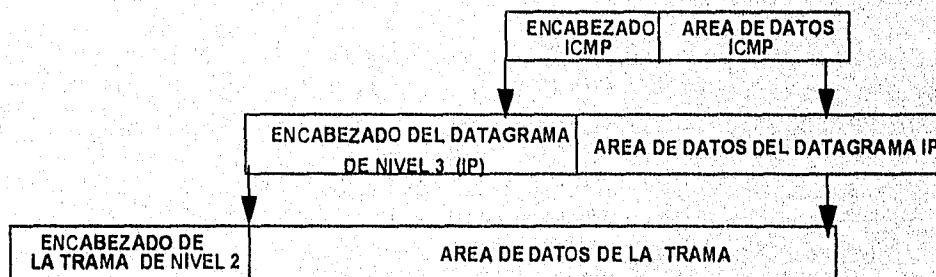 ENCABEZADO AREA DE DATOS
ICMP ICMP
ENCABEZADO DEL DATAGRAMA
DE NIVEL 3 (IP)
AREA DE DATOS DEL DATAGRAMA IP
ENCABEZADO DE
LA TRAMA DE NIVEL 2
AREA DE DATOS DE LA TRAMA